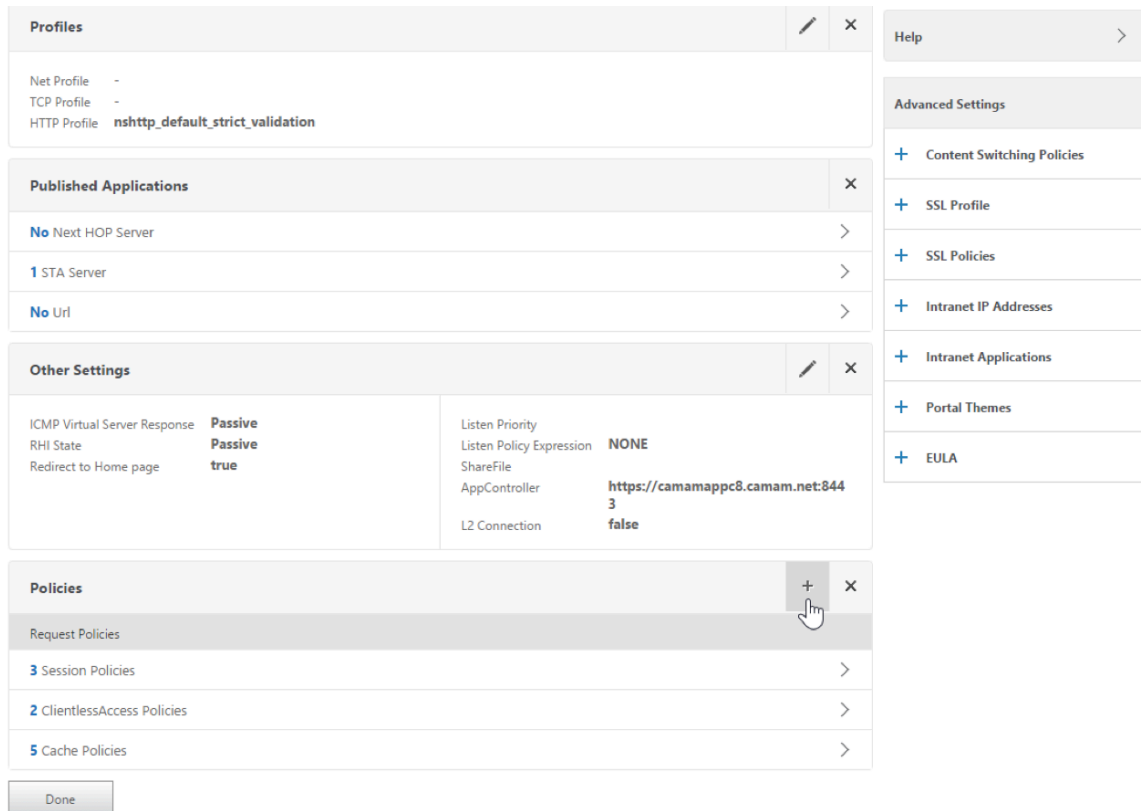 Profiles
Net Profile -
TCP Profile -
HTTP Profile nshttp_default_strict_validation
Published Applications
No Next HOP Server
1 STA Server
No Url
Other Settings
ICMP Virtual Server Response Passive
RHI State Passive
Redirect to Home page true
Listen Priority
Listen Policy Expression NONE
ShareFile
AppController https://camamappc8.camam.net:844
3
L2 Connection false
Policies
Request Policies
3 Session Policies
2 ClientlessAccess Policies
5 Cache Policies
Done
Help
Advanced Settings
Content Switching Policies
SSL Profile
SSL Policies
Intranet IP Addresses
Intranet Applications
Portal Themes
EULA